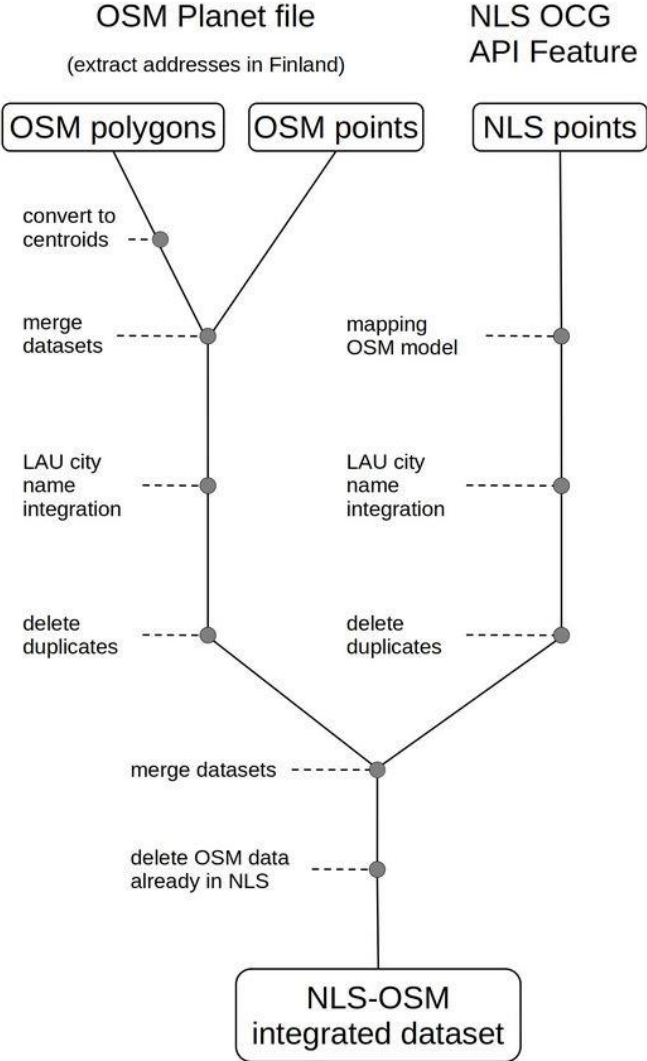 OSM Planet file
(extract addresses in Finland)
NLS OCG
API Feature
OSM polygons
OSM points
NLS points
convert to
centroids
merge
datasets
mapping
OSM model
LAU city
name
integration
LAU city
name
integration
delete
duplicates
delete
duplicates
merge datasets
delete OSM data
already in NLS
NLS-OSM
integrated dataset